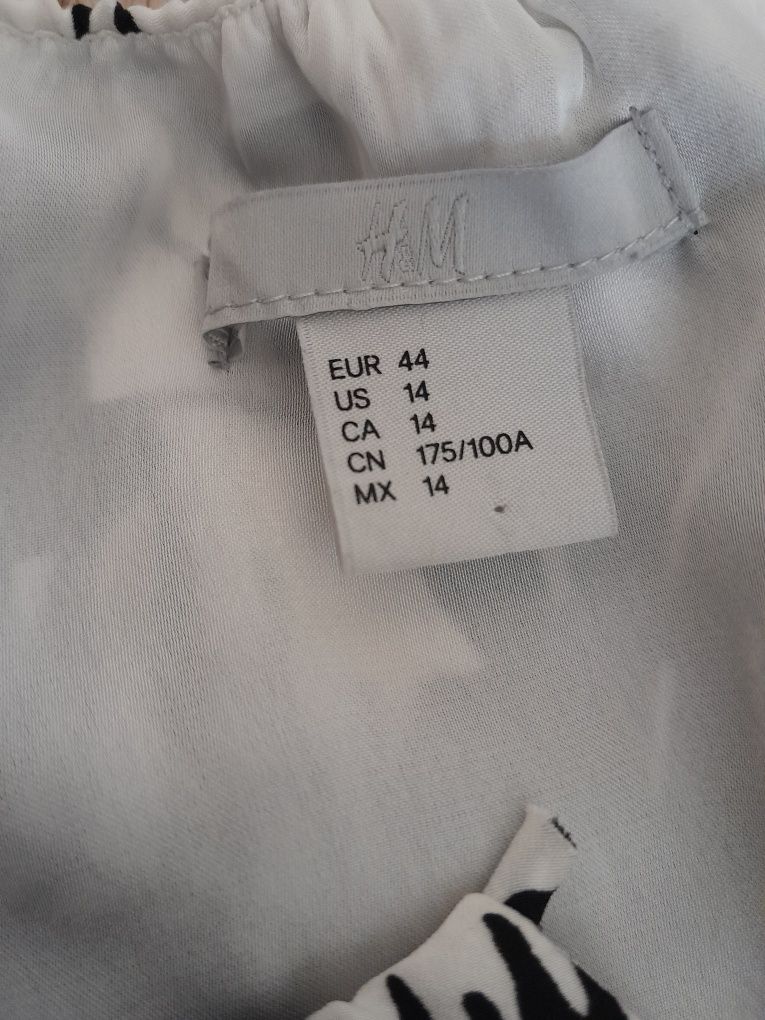 H&M
EUR 44
US 14
CA 14
CN 175/100A
MX 14